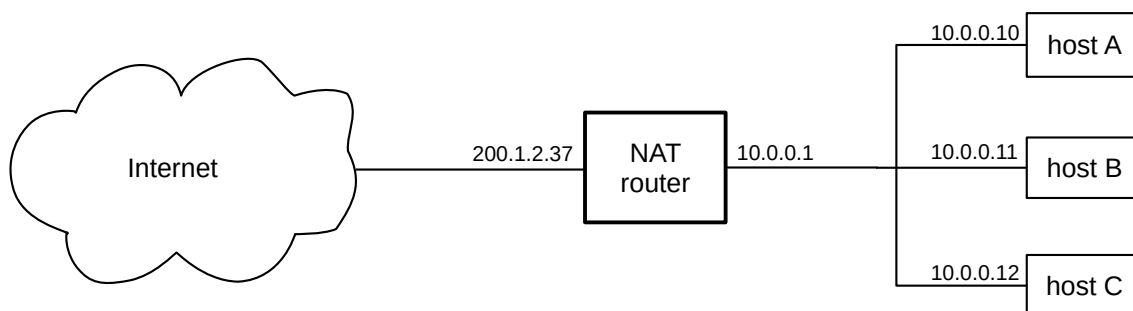 10.0.0.10
host A
Internet
200.1.2.37
NAT
router
10.0.0.1
10.0.0.11
host B
10.0.0.12
host C